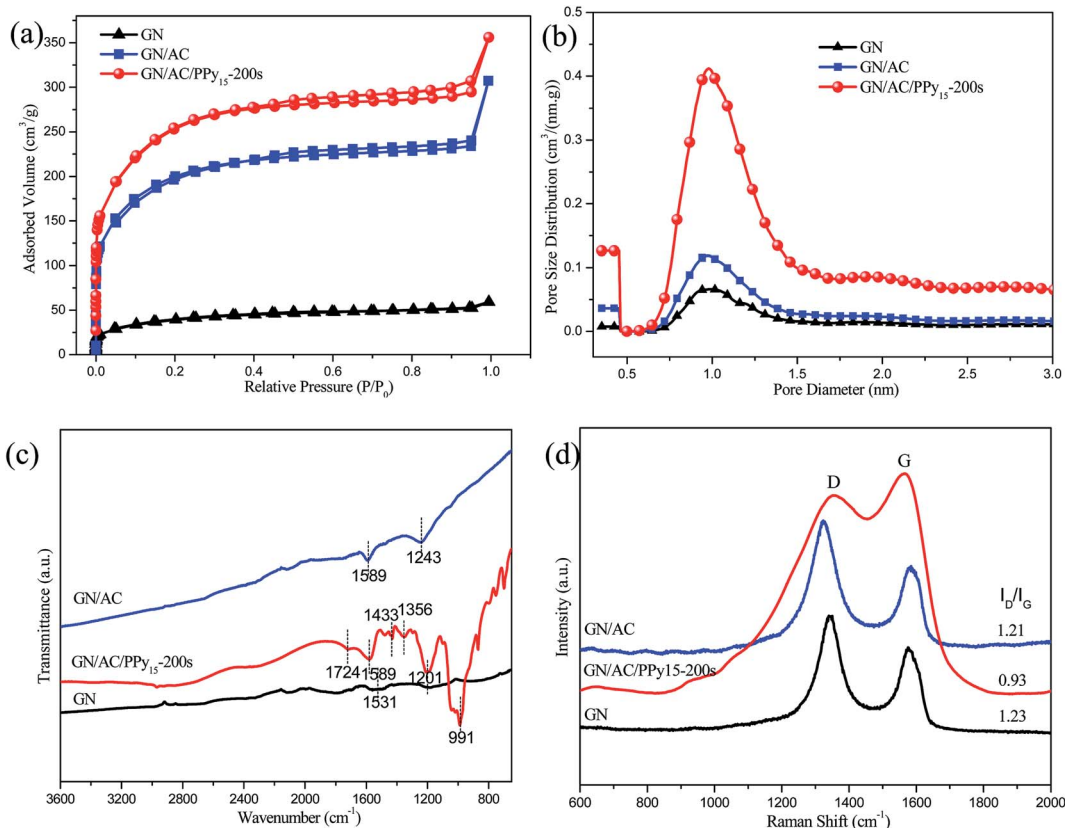 (a)
GN
GN/AC
GN/AC/PPy15-200s
Adsorbed Volume (cm3/g)
350
300
250
200
150
100
50
0
0.0 0.2 0.4 0.6 0.8 1.0
Relative Pressure (P/P0)
(b)
GN
GN/AC
GN/AC/PPy15-200s
Pore Size Distribution (cm3/(nm.g)
0.5
0.4
0.3
0.2
0.1
0.0
0.5 1.0 1.5 2.0 2.5 3.0
Pore Diameter (nm)
(c)
Transmittance (a.u.)
GN/AC
1589
1243
GN/AC/PPy15-200s
1433 1356
1724 1589 1201
1531
991
GN
3600 3200 2800 2400 2000 1600 1200 800
Wavenumber (cm-1)
(d)
D
G
Intensity (a.u.)
ID/IG
GN/AC
1.21
GN/AC/PPy15-200s
0.93
GN
1.23
600 800 1000 1200 1400 1600 1800 2000
Raman Shift (cm-1)